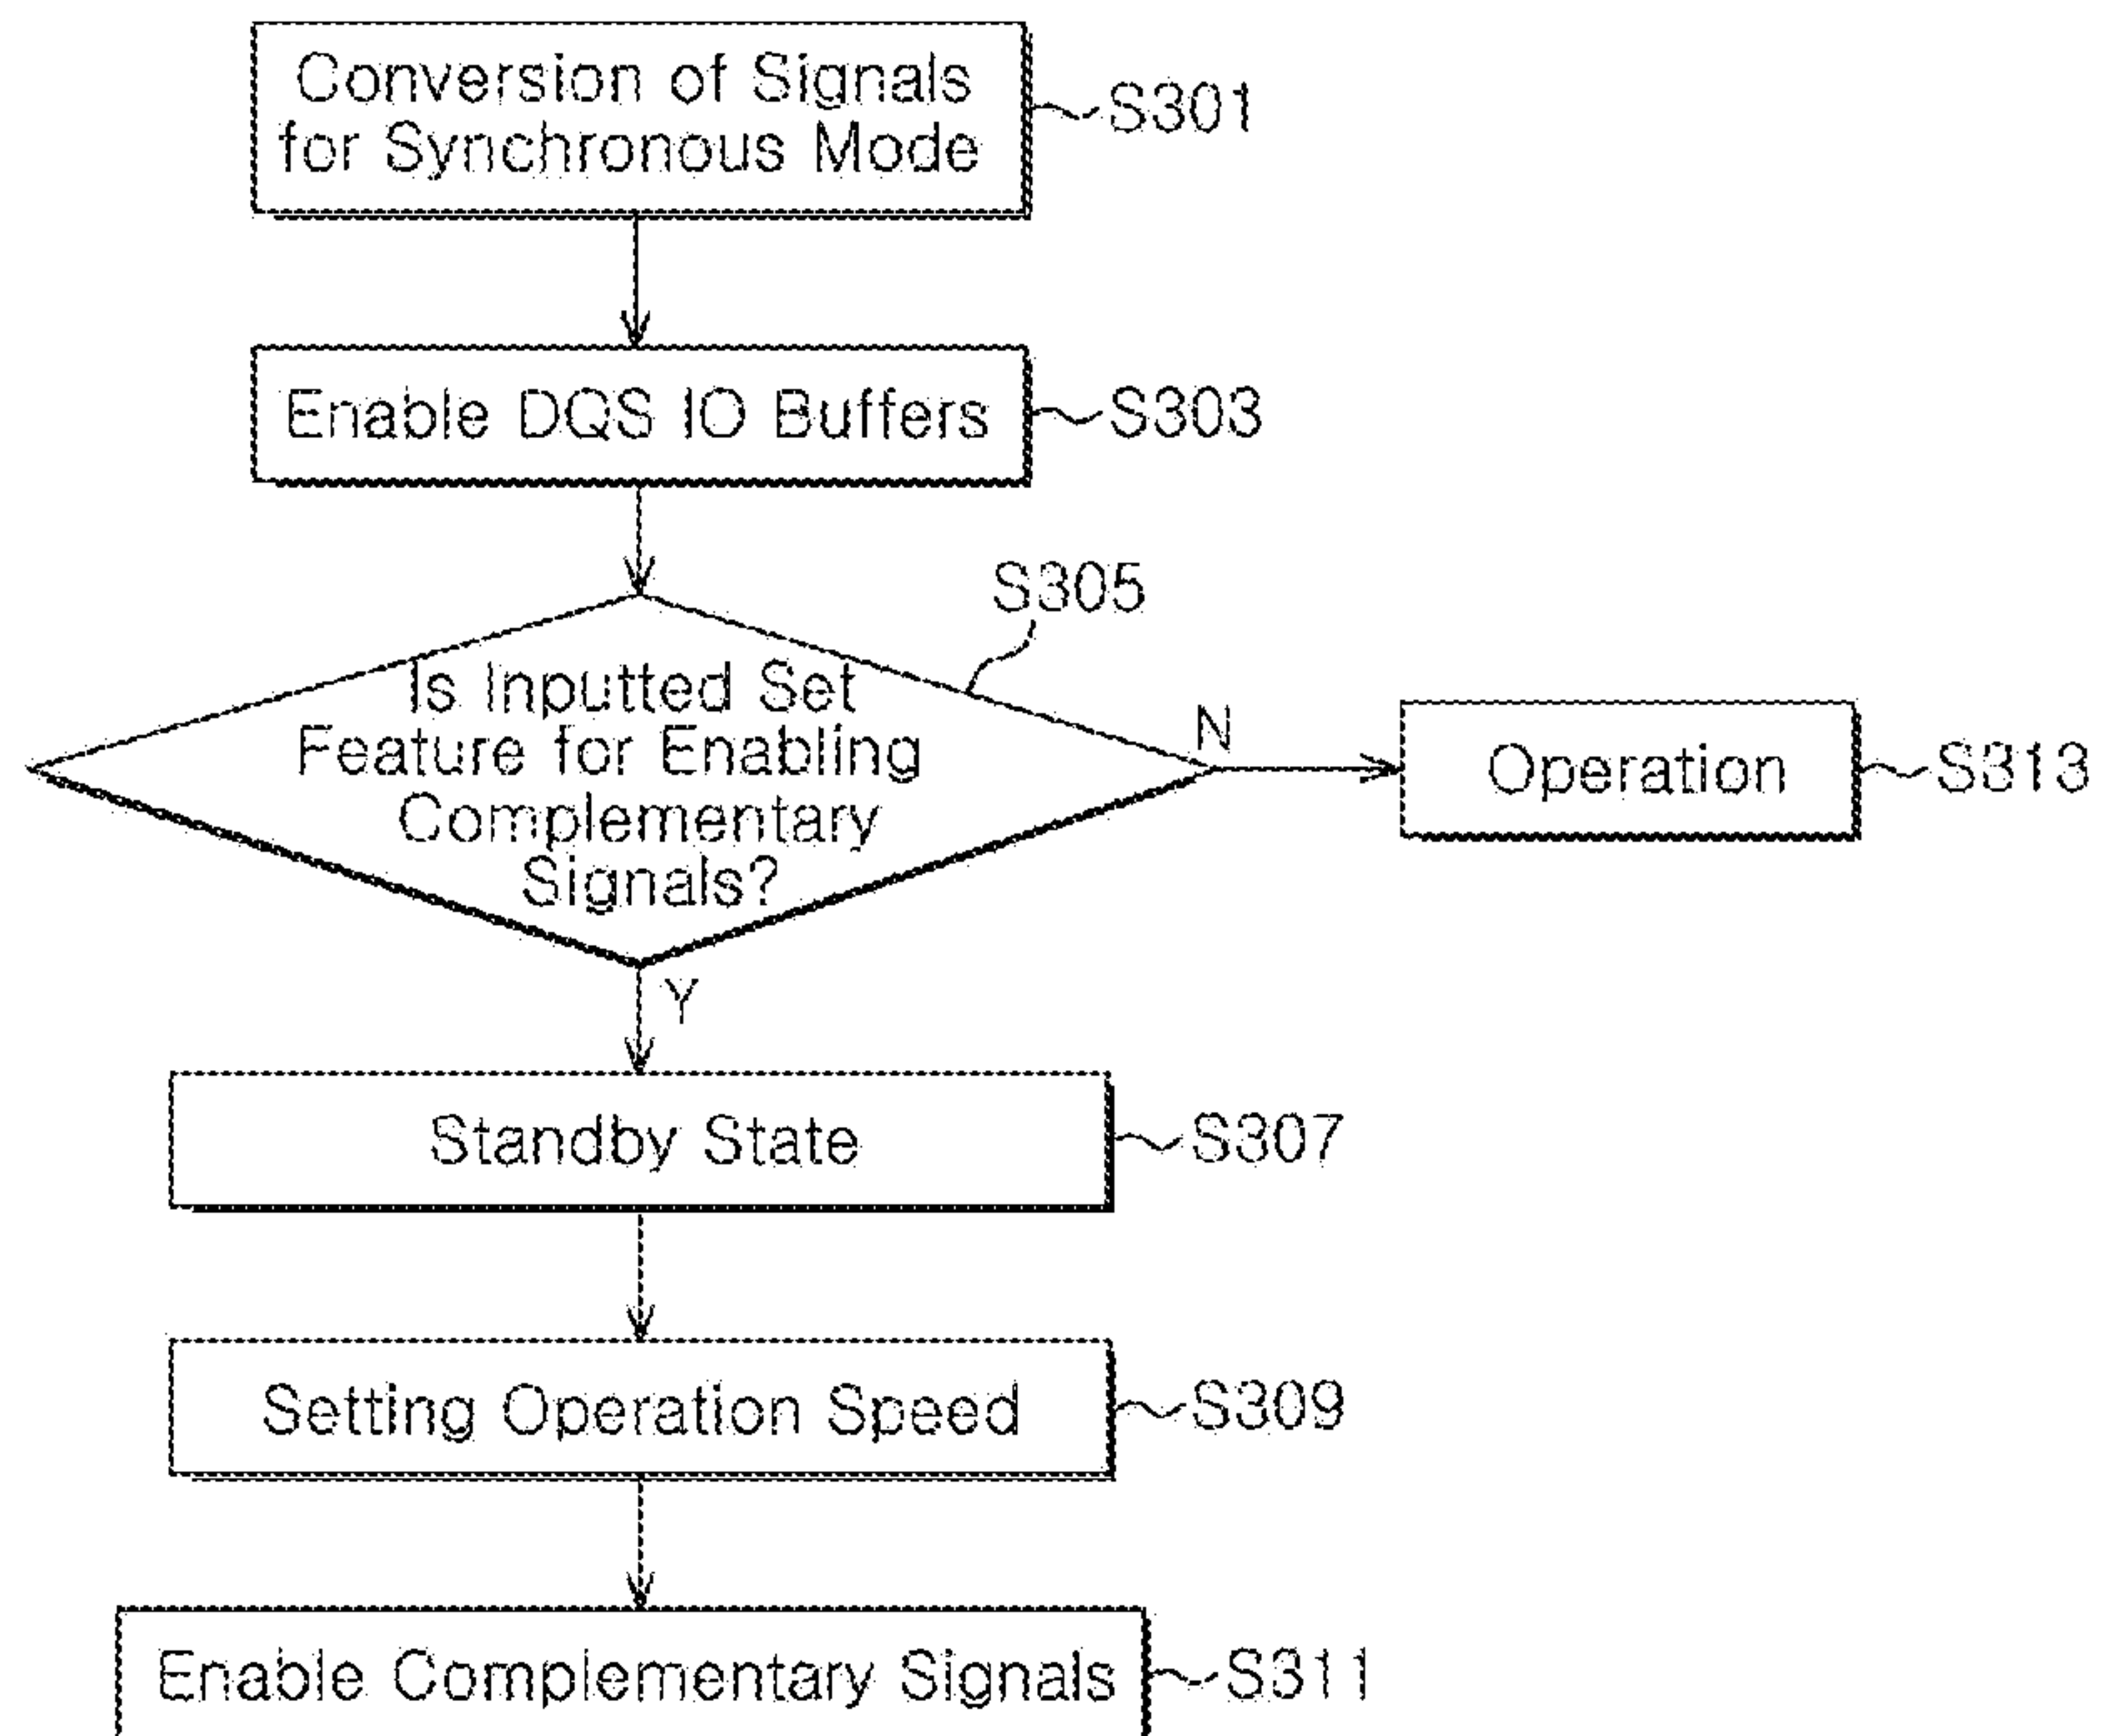 Conversion of Signals
for Synchronous Mode
S301
Enable DQS IO Buffers
S303
S305
Is Inputted Set
Feature for Enabling
Complementary
Signals?
N
Operation
S313
Y
Standby State
S307
Setting Operation Speed
S309
Enable Complementary Signals
S311